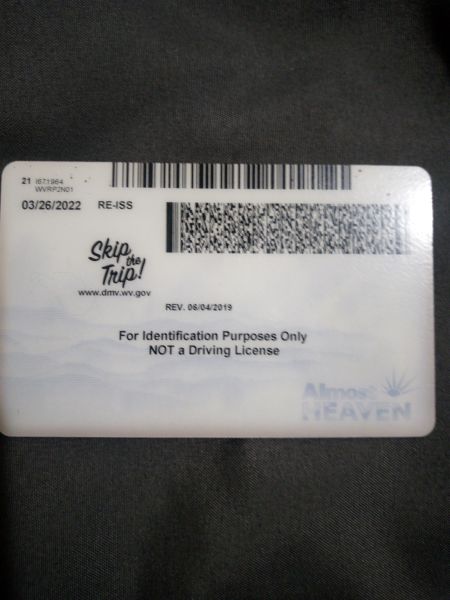 21 I671964
WVRP2N01
03/26/2022 RE-ISS
Skip
the
Trip!
www.dmv.wv.gov
REV. 06/04/2019
For Identification Purposes Only
NOT a Driving License
Almost
HEAVEN